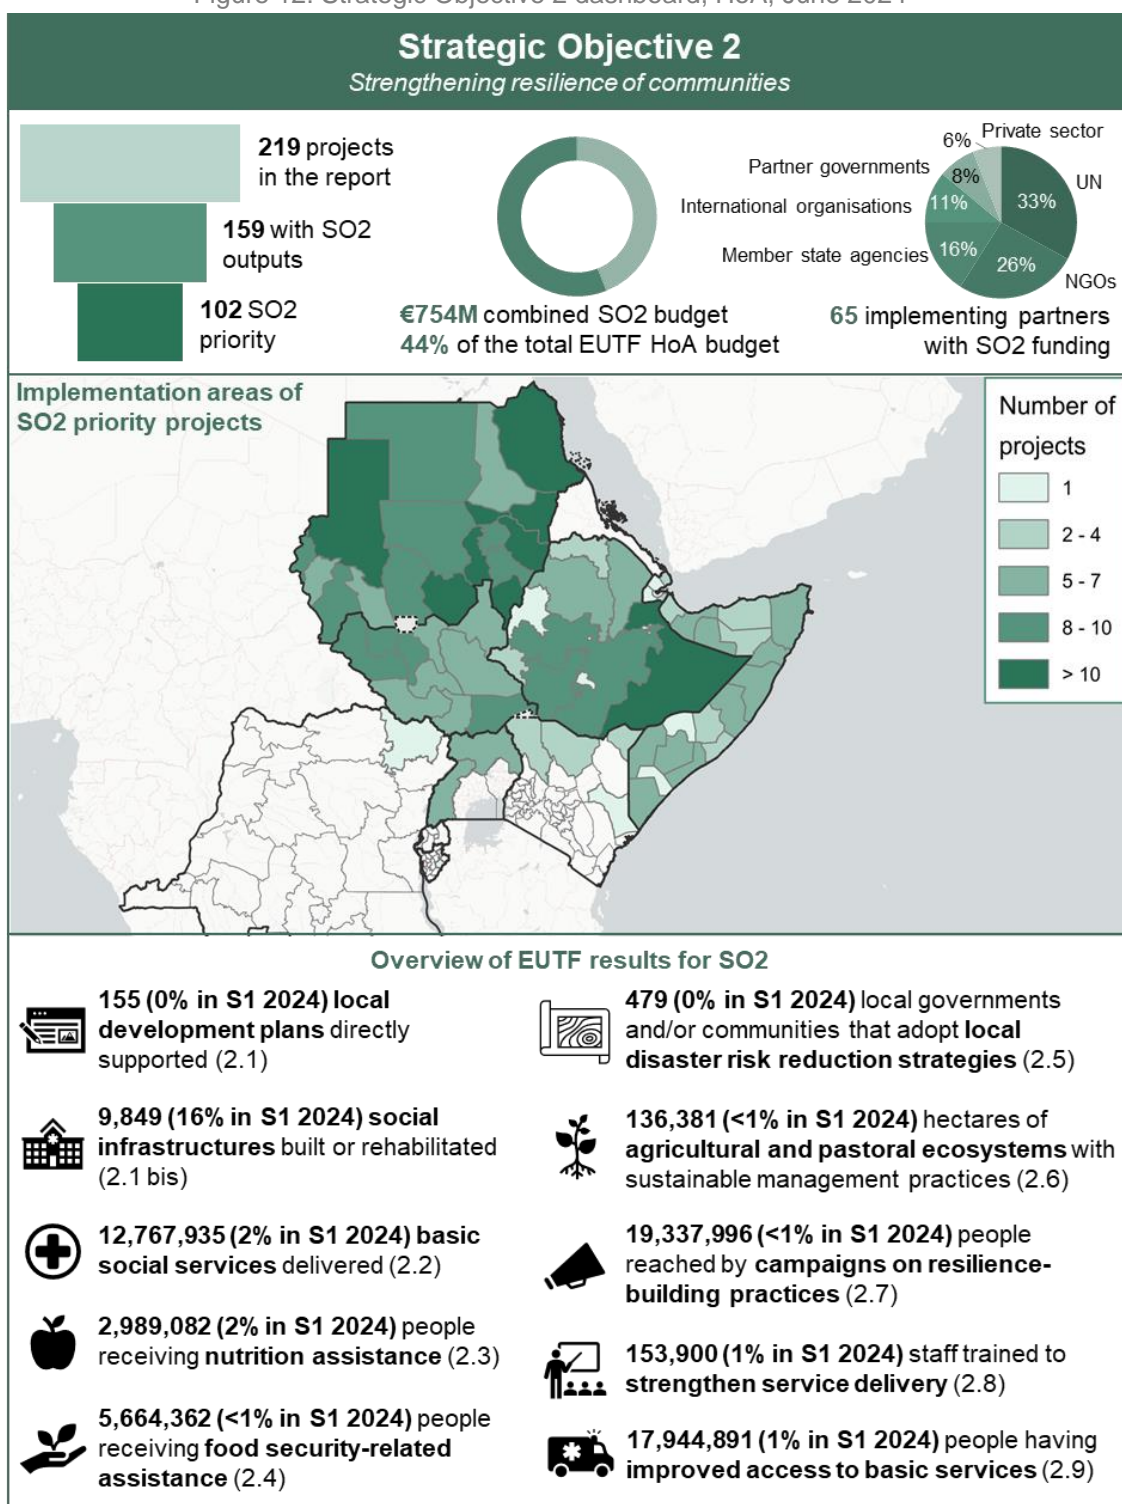 Figure 12: Strategic Objective 2 dashboard, HoA, June 2024
Strategic Objective 2
Strengthening resilience of communities
219 projects
in the report
159 with SO2
outputs
102 SO2
priority
€754M combined SO2 budget
44% of the total EUTF HoA budget
6%
Private sector
Partner governments
8%
UN
International organisations
11%
33%
Member state agencies
16%
26%
NGOs
65 implementing partners
with SO2 funding
Implementation areas of
SO2 priority projects
Number of
projects
1
2 - 4
5 - 7
8 - 10
> 10
Overview of EUTF results for SO2
155 (0% in S1 2024) local
development plans directly
supported (2.1)
9,849 (16% in S1 2024) social
infrastructures built or rehabilitated
(2.1 bis)
12,767,935 (2% in S1 2024) basic
social services delivered (2.2)
2,989,082 (2% in S1 2024) people
receiving nutrition assistance (2.3)
5,664,362 (<1% in S1 2024) people
receiving food security-related
assistance (2.4)
479 (0% in S1 2024) local governments
and/or communities that adopt local
disaster risk reduction strategies (2.5)
136,381 (<1% in S1 2024) hectares of
agricultural and pastoral ecosystems with
sustainable management practices (2.6)
19,337,996 (<1% in S1 2024) people
reached by campaigns on resilience-
building practices (2.7)
153,900 (1% in S1 2024) staff trained to
strengthen service delivery (2.8)
17,944,891 (1% in S1 2024) people having
improved access to basic services (2.9)